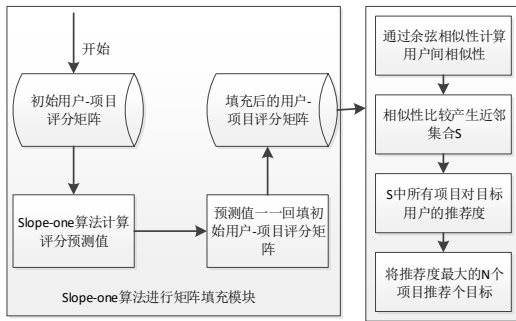 开始
初始用户-项目
评分矩阵
Slope-one算法计算
评分预测值
预测值一一回填初
始用户-项目评分矩
阵
填充后的用户-
项目评分矩阵
Slope-one算法进行矩阵填充模块
通过余弦相似性计算
用户间相似性
相似性比较产生近邻
集合S
S中所有项目对目标
用户的推荐度
将推荐度最大的N个
项目推荐个目标